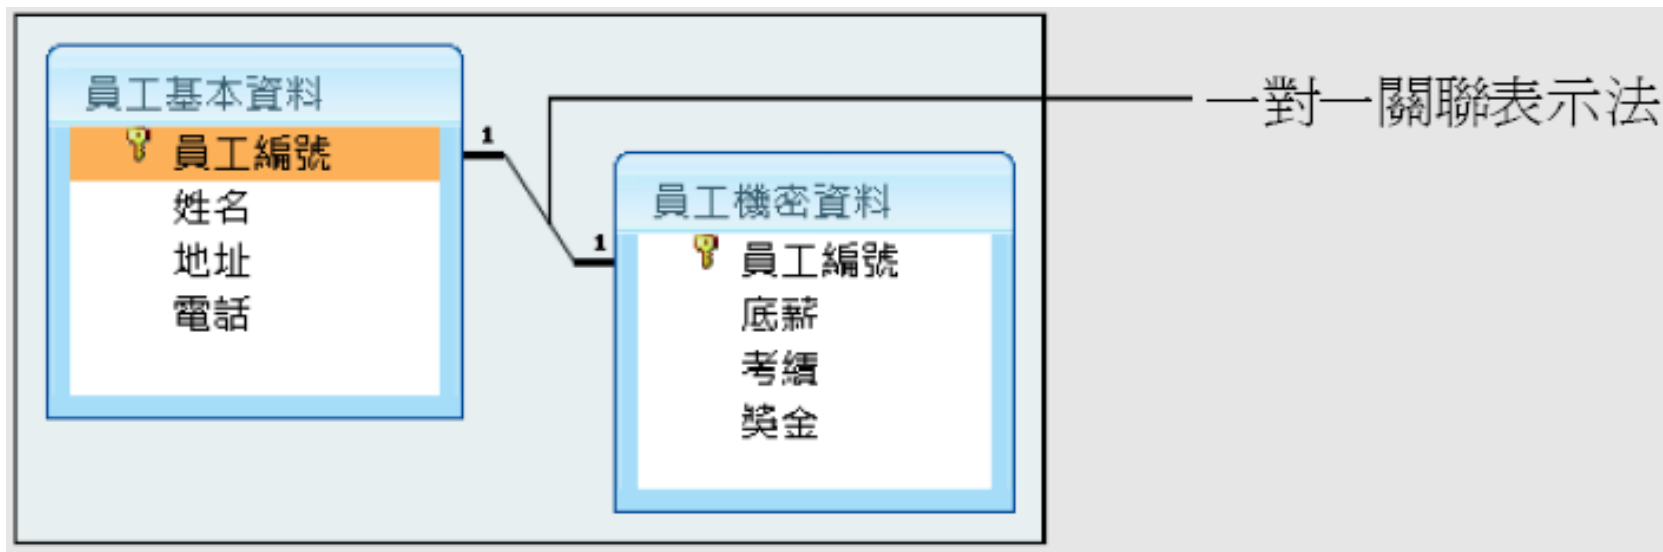 員工基本資料
員工編號
姓名
地址
電話
1
1
員工機密資料
員工編號
底薪
考績
獎金
一對一關聯表示法